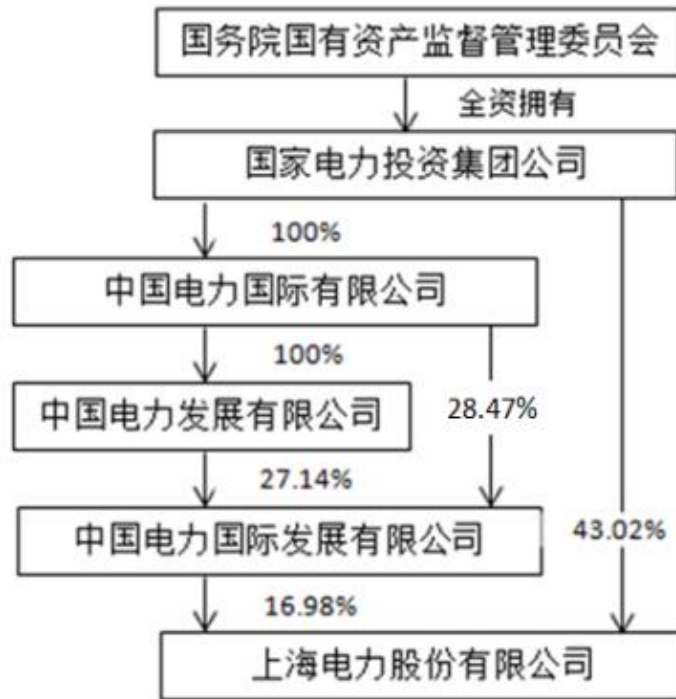 国务院国有资产监督管理委员会
全资拥有
国家电力投资集团公司
100%
中国电力国际有限公司
100%
中国电力发展有限公司
28.47%
27.14%
中国电力国际发展有限公司
43.02%
16.98%
上海电力股份有限公司